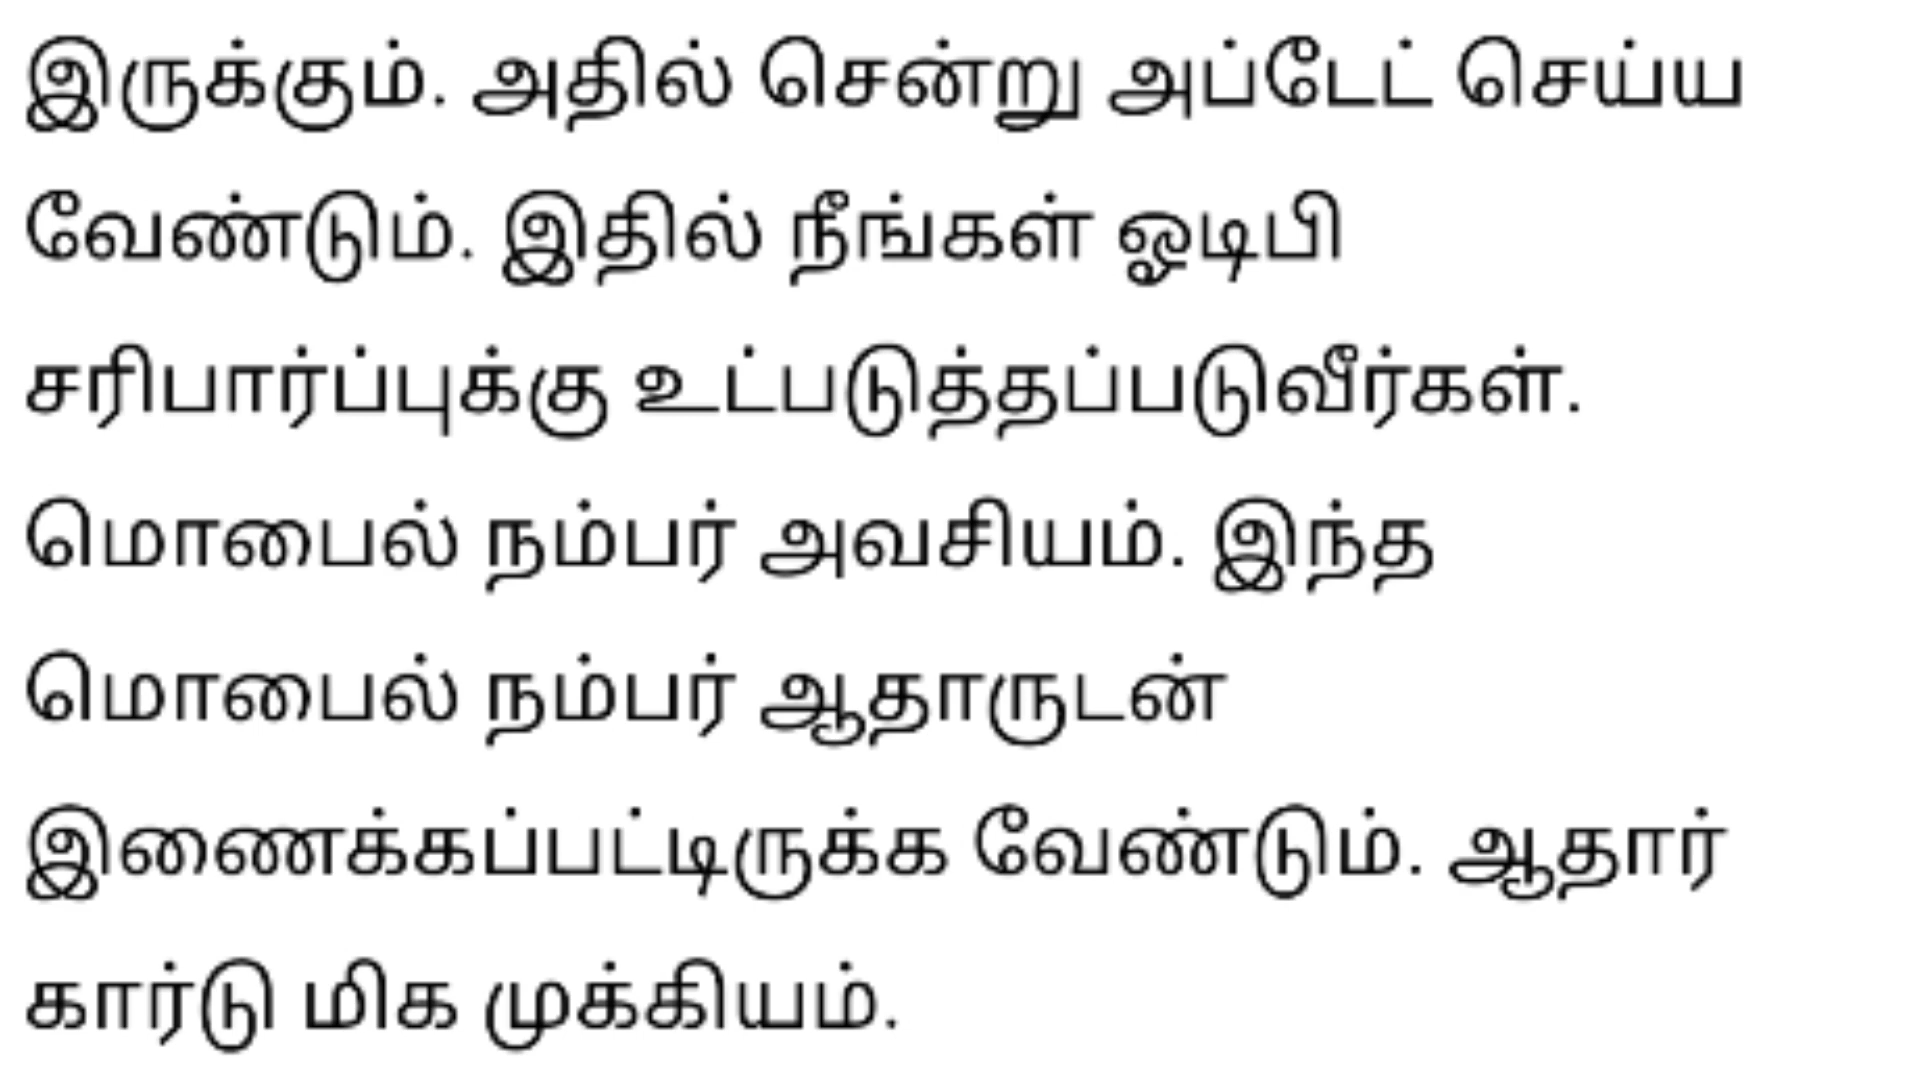 இருக்கும். அதில் சென்று அப்டேட் செய்ய
வேண்டும். இதில் நீங்கள் ஓடிபி
சரிபார்ப்புக்கு உட்படுத்தப்படுவீர்கள்.
மொபைல் நம்பர் அவசியம். இந்த
மொபைல் நம்பர் ஆதாருடன்
இணைக்கப்பட்டிருக்க வேண்டும். ஆதார்
கார்டு மிக முக்கியம்.